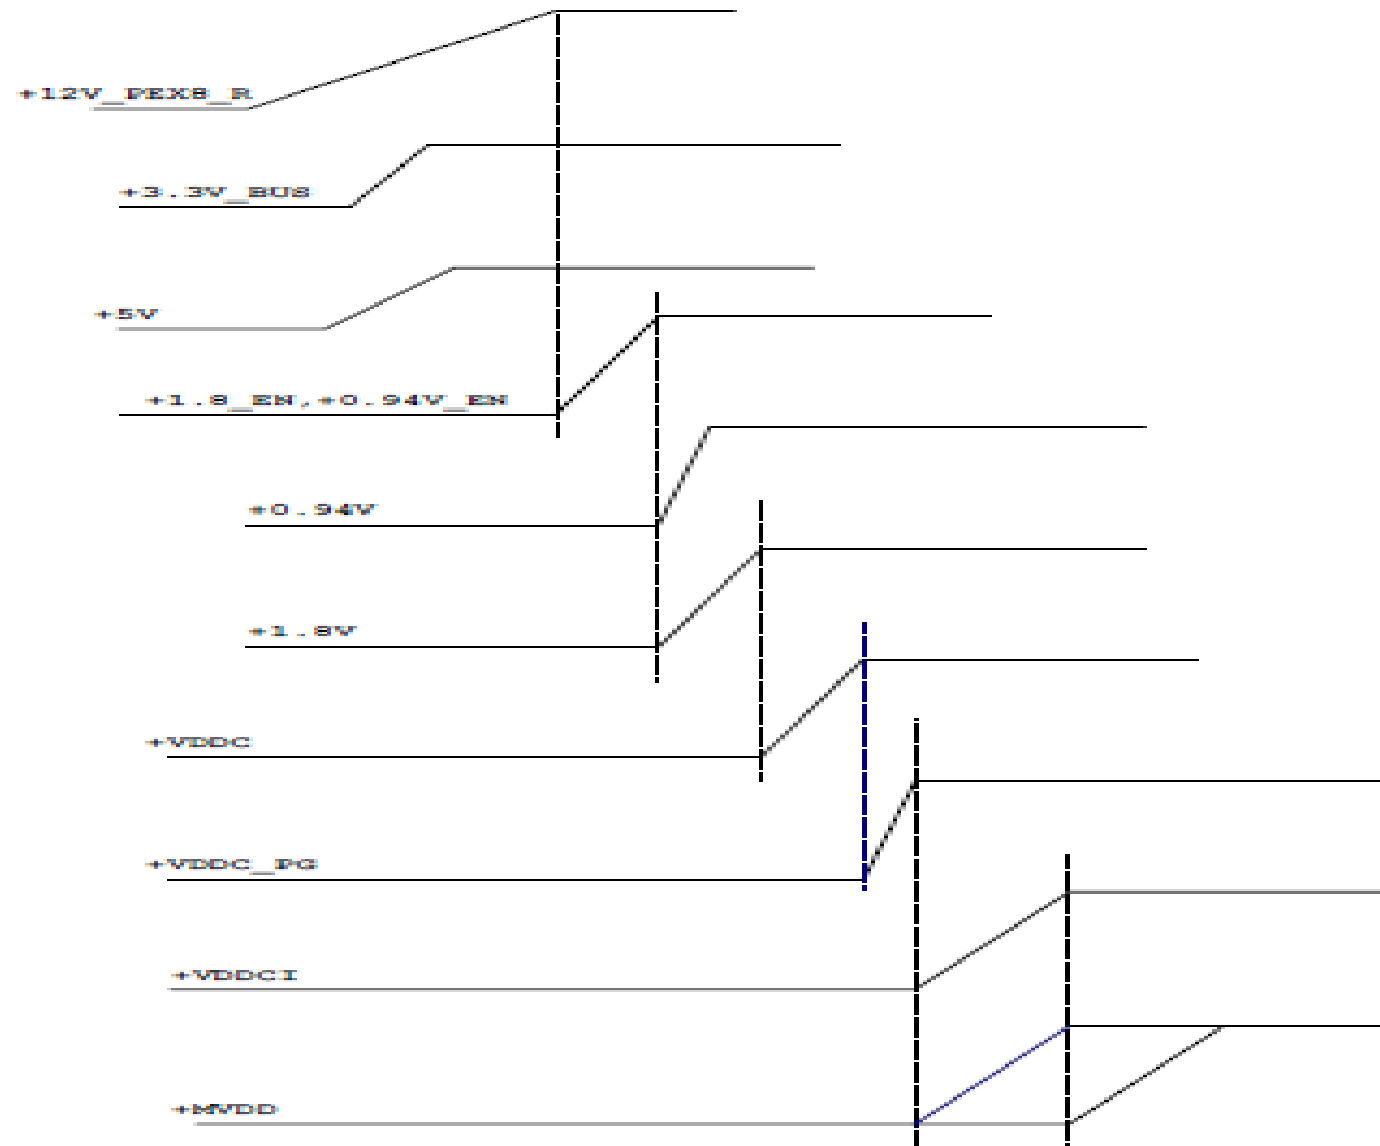 +12V_PEX8_R
+3.3V_BUS
+5V
+1.8_EN,+0.94V_EN
+0.94V
+1.8V
+VDDC
+VDDC_PG
+VDDCI
+MVDD